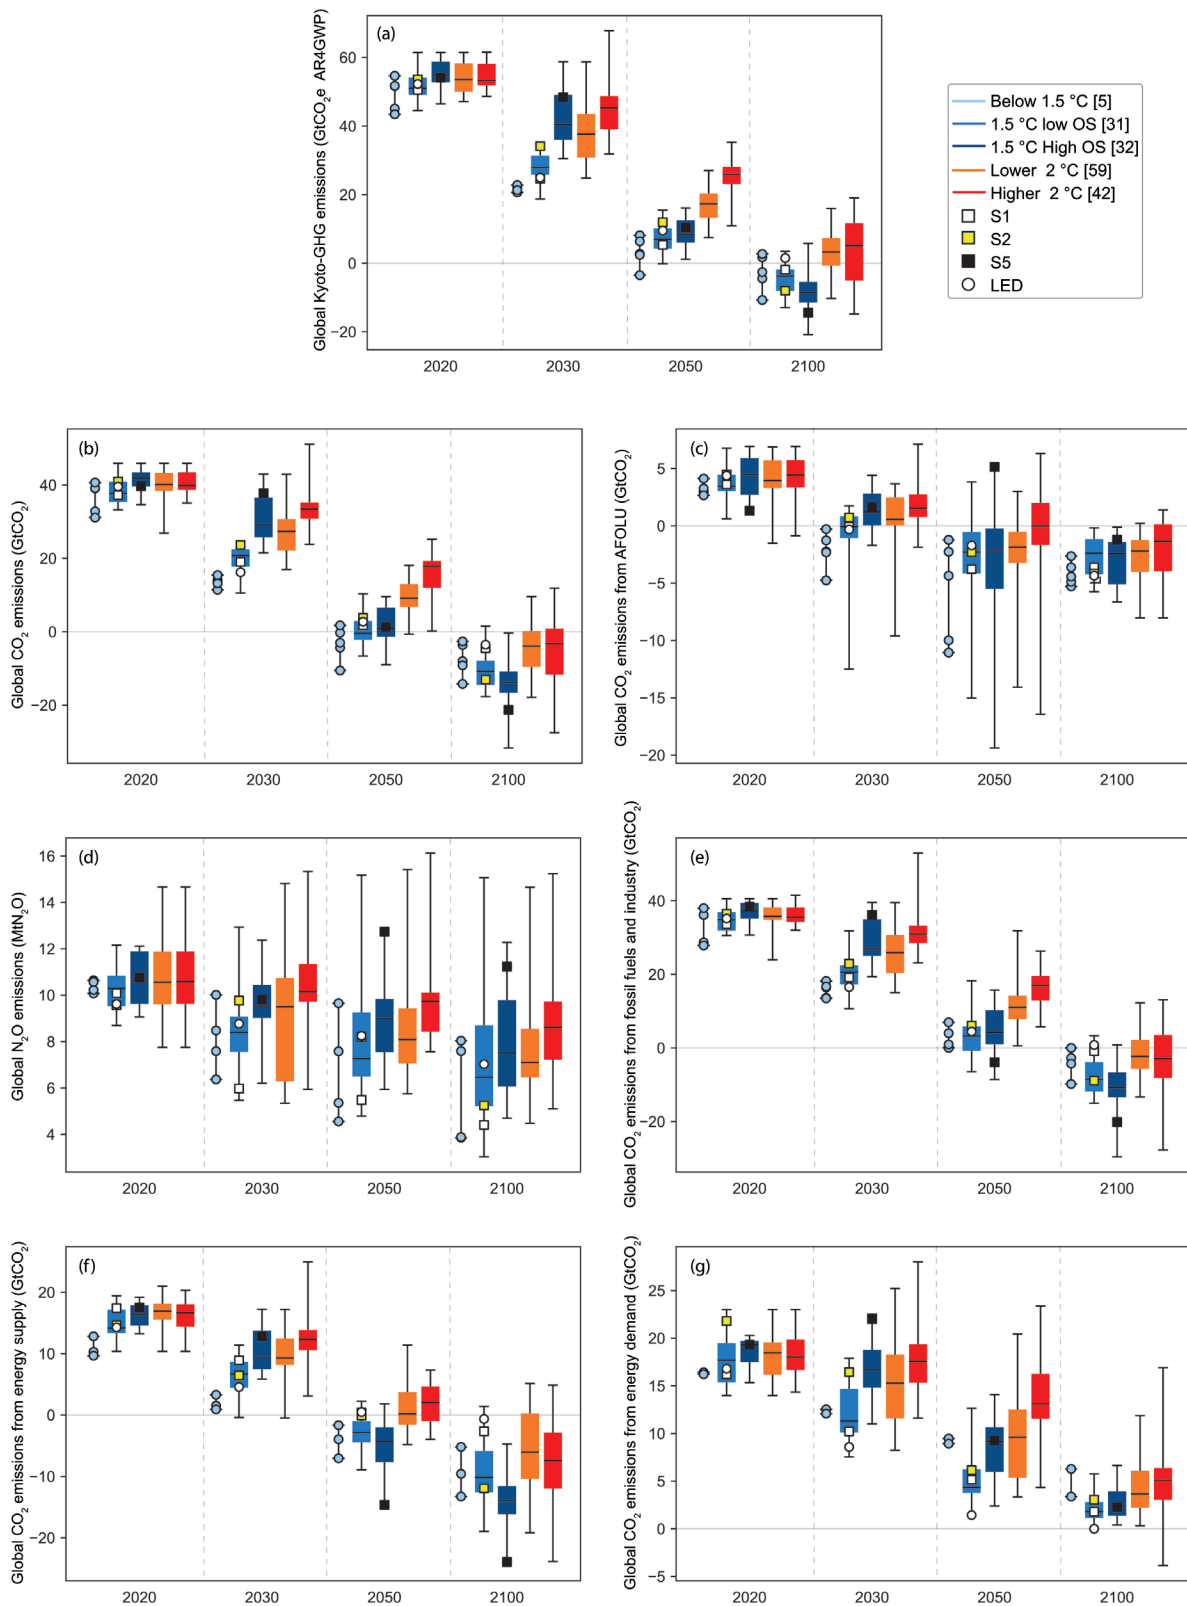 (a)
Global Kyoto-GHG emissions (GtCO2e AR4GWP)
60
40
20
0
−20
2020
2030
2050
2100
Below 1.5 °C [5]
1.5 °C low OS [31]
1.5 °C High OS [32]
Lower 2 °C [59]
Higher 2 °C [42]
S1
S2
S5
LED
(b)
Global CO2 emissions (GtCO2)
40
20
0
−20
2020
2030
2050
2100
(c)
Global CO2 emissions from AFOLU (GtCO2)
5
0
−5
−10
−15
−20
2020
2030
2050
2100
(d)
Global N2O emissions (MtN2O)
16
14
12
10
8
6
4
2020
2030
2050
2100
(e)
Global CO2 emissions from fossil fuels and industry (GtCO2)
40
20
0
−20
2020
2030
2050
2100
(f)
Global CO2 emissions from energy supply (GtCO2)
20
10
0
−10
−20
2020
2030
2050
2100
(g)
Global CO2 emissions from energy demand (GtCO2)
25
20
15
10
5
0
−5
2020
2030
2050
2100